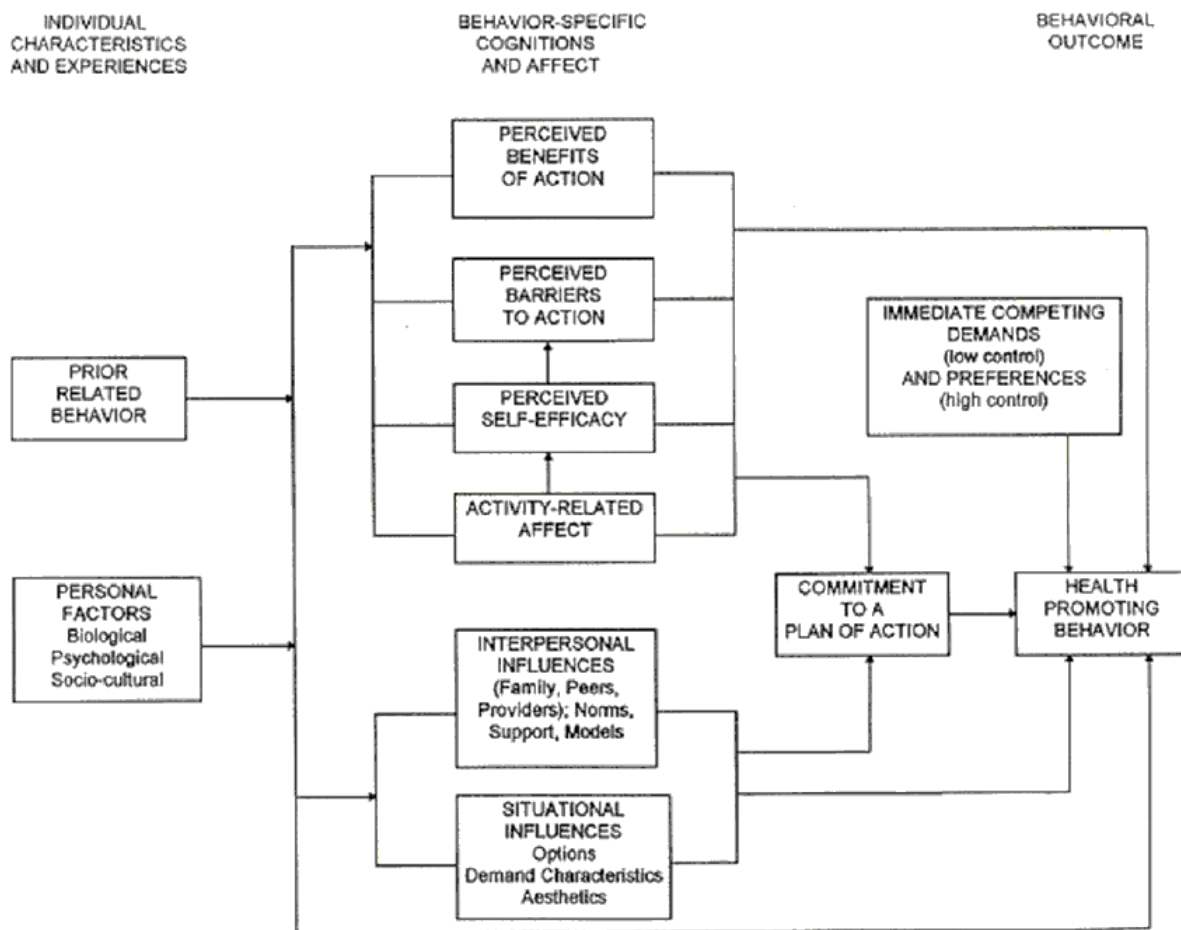 INDIVIDUAL
CHARACTERISTICS
AND EXPERIENCES
BEHAVIOR-SPECIFIC
COGNITIONS
AND AFFECT
BEHAVIORAL
OUTCOME
PERCEIVED
BENEFITS
OF ACTION
PERCEIVED
BARRIERS
TO ACTION
IMMEDIATE COMPETING
DEMANDS
(low control)
AND PREFERENCES
(high control)
PRIOR
RELATED
BEHAVIOR
PERCEIVED
SELF-EFFICACY
ACTIVITY-RELATED
AFFECT
PERSONAL
FACTORS
Biological
Psychological
Socio-cultural
COMMITMENT
TO A
PLAN OF ACTION
HEALTH
PROMOTING
BEHAVIOR
INTERPERSONAL
INFLUENCES
(Family, Peers,
Providers); Norms,
Support, Models
SITUATIONAL
INFLUENCES
Options
Demand Characteristics
Aesthetics